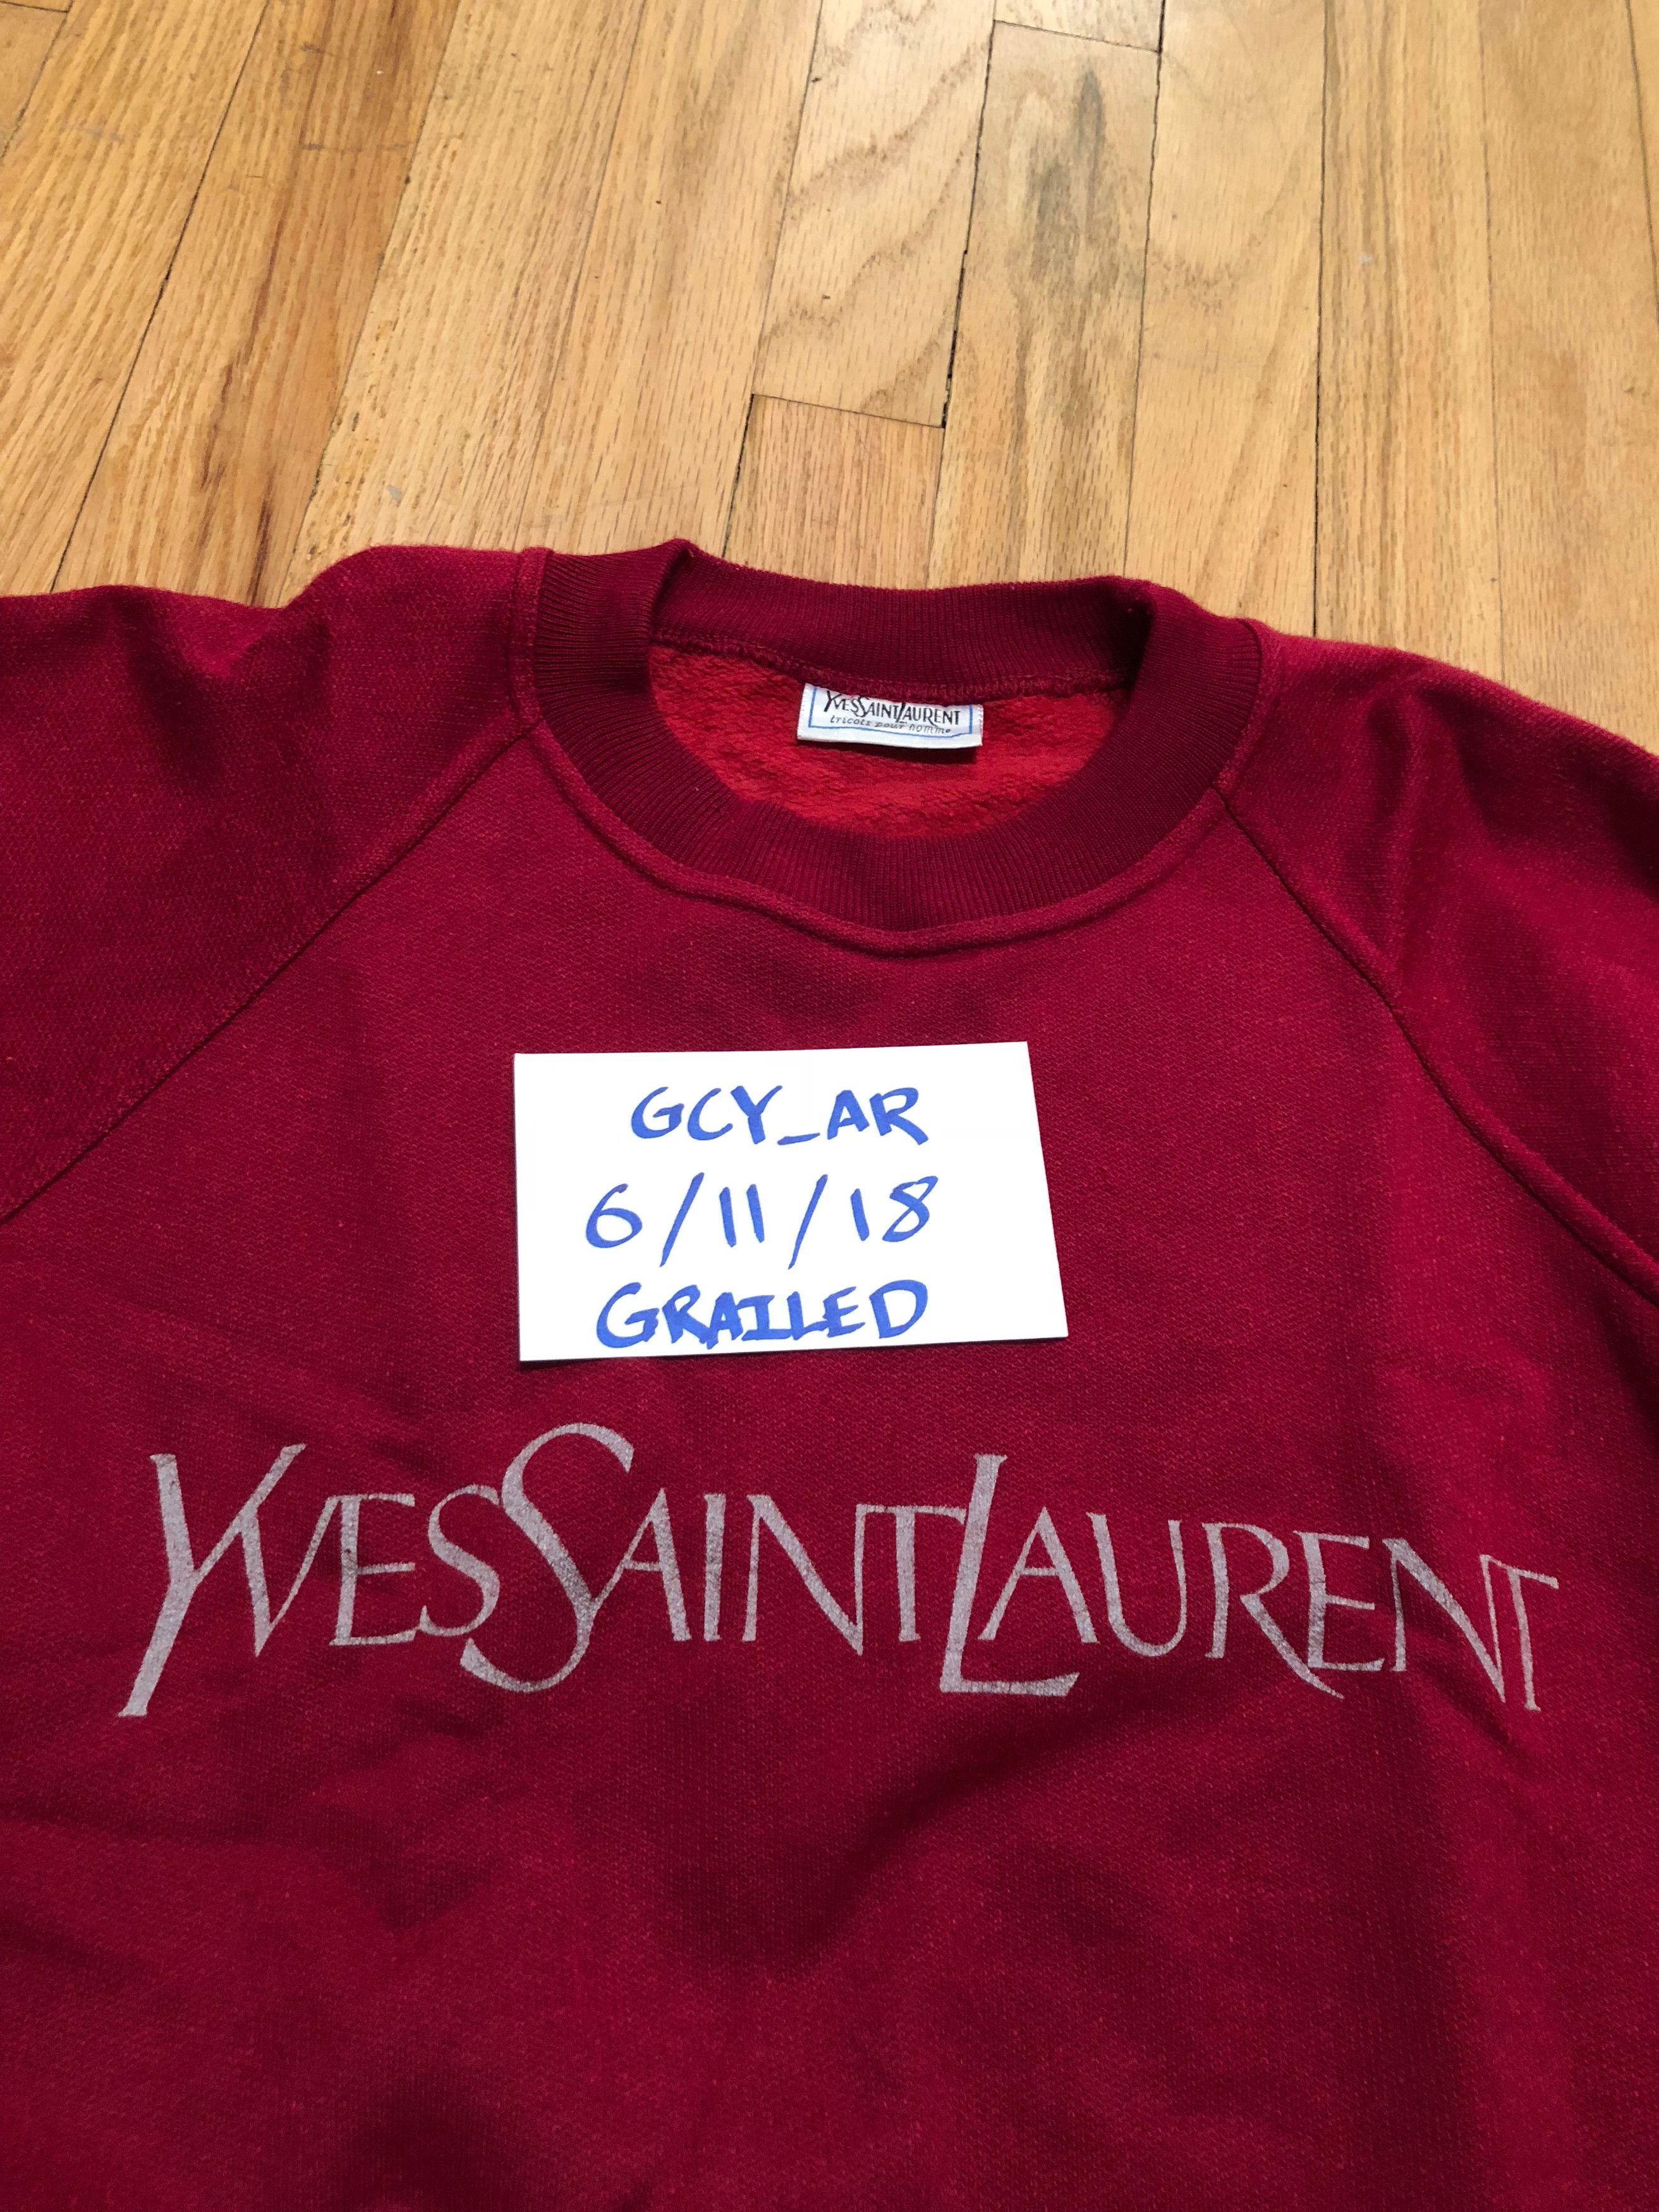 YVESSAINTLAURENT
tricots pour homme
GCY_AR
6/11/18
GRAILED
YVESSAINTLAURENT